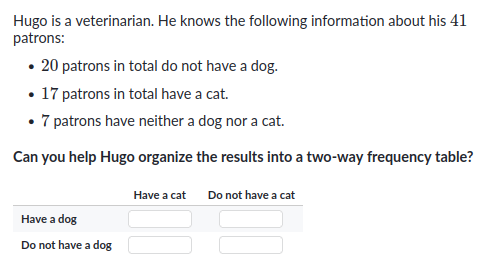 Hugo is a veterinarian. He knows the following information about his 41
patrons:
• 20 patrons in total do not have a dog.
• 17 patrons in total have a cat.
• 7 patrons have neither a dog nor a cat.
Can you help Hugo organize the results into a two-way frequency table?
Have a cat Do not have a cat
Have a dog
Do not have a dog